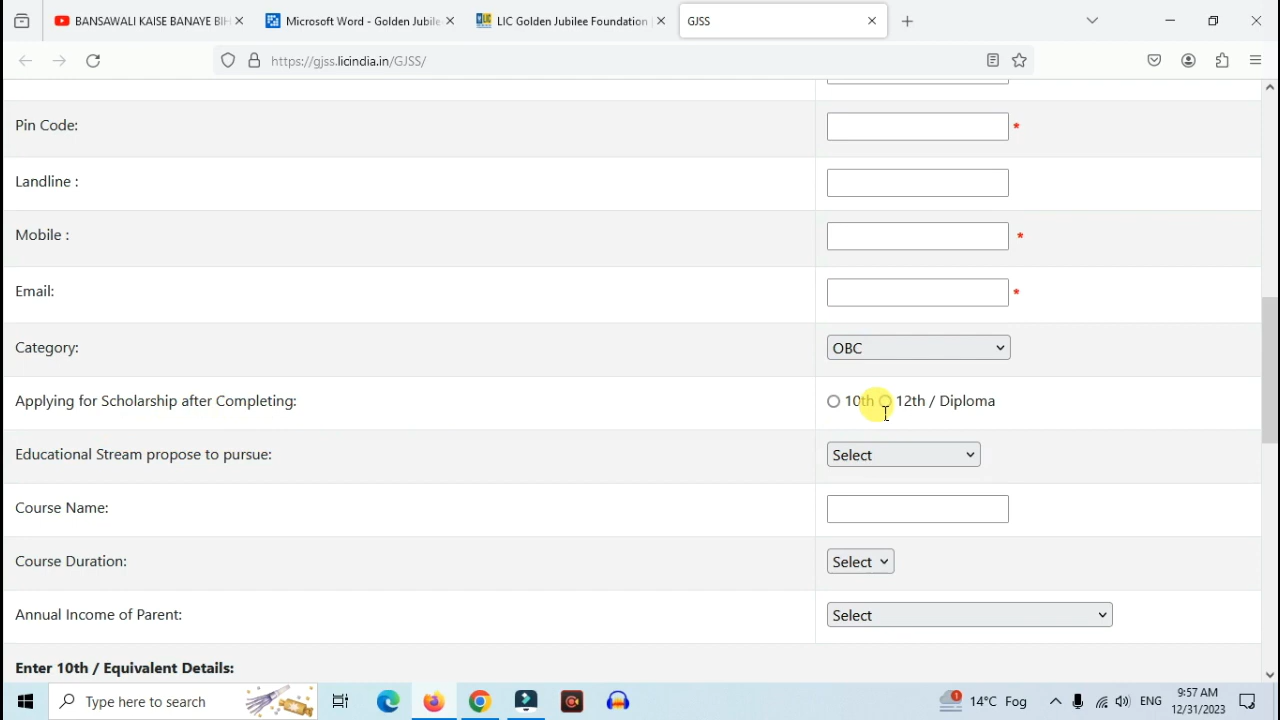 BANSAWALI KAISE BANAYE BIH
Microsoft Word - Golden Jubile
LIC Golden Jubilee Foundation
GJSS
https://gjss.licindia.in/GJSS/
Pin Code: *
Landline :
Mobile : *
Email: *
Category: OBC
Applying for Scholarship after Completing: 10th 12th / Diploma
Educational Stream propose to pursue: Select
Course Name:
Course Duration: Select
Annual Income of Parent: Select
Enter 10th / Equivalent Details:
Type here to search
14°C Fog
ENG
9:57 AM
12/31/2023